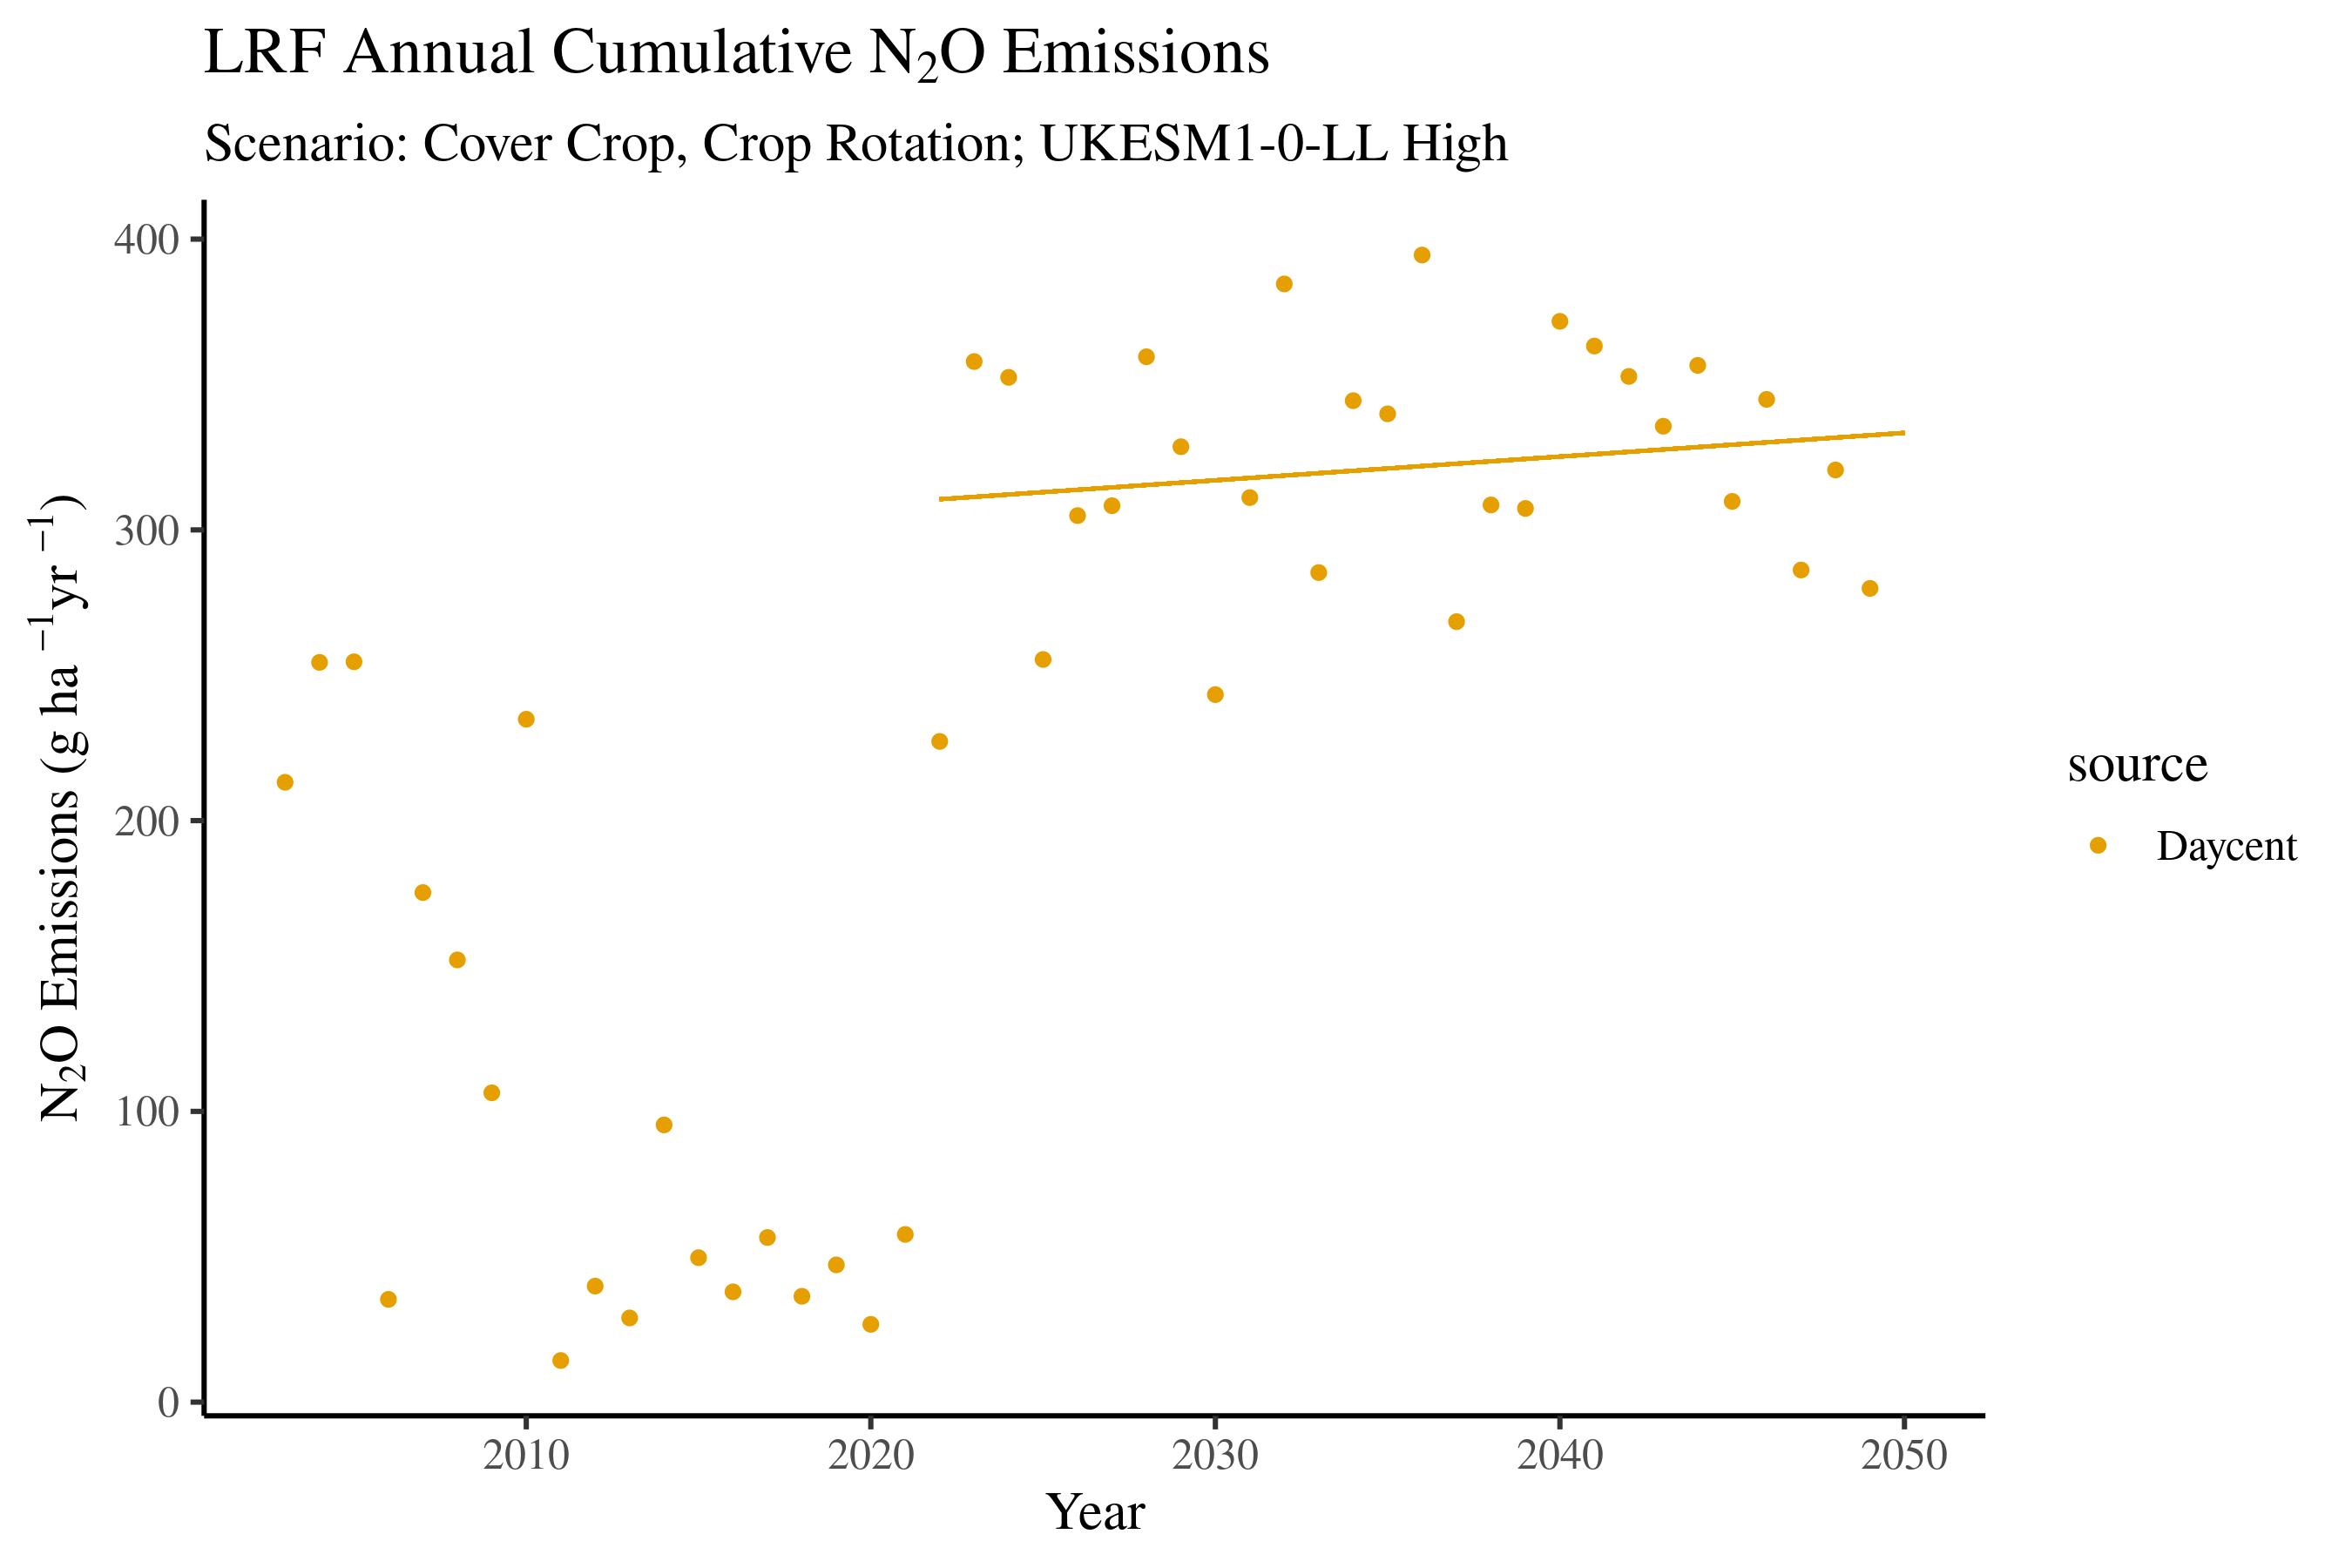 LRF Annual Cumulative N₂O Emissions
Scenario: Cover Crop, Crop Rotation; UKESM1-0-LL High
N₂O Emissions (g ha ⁻¹yr ⁻¹)
400
300
200
100
0
2010 2020 2030 2040 2050
Year
source
Daycent